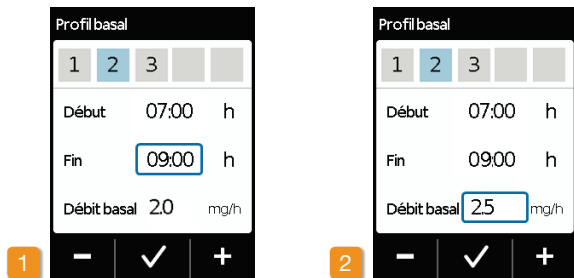 Profil basal
1 2 3
Début 07:00 h
Fin 09:00 h
Débit basal 2.0 mg/h
1
Profil basal
1 2 3
Début 07:00 h
Fin 09:00 h
Débit basal 2.5 mg/h
2